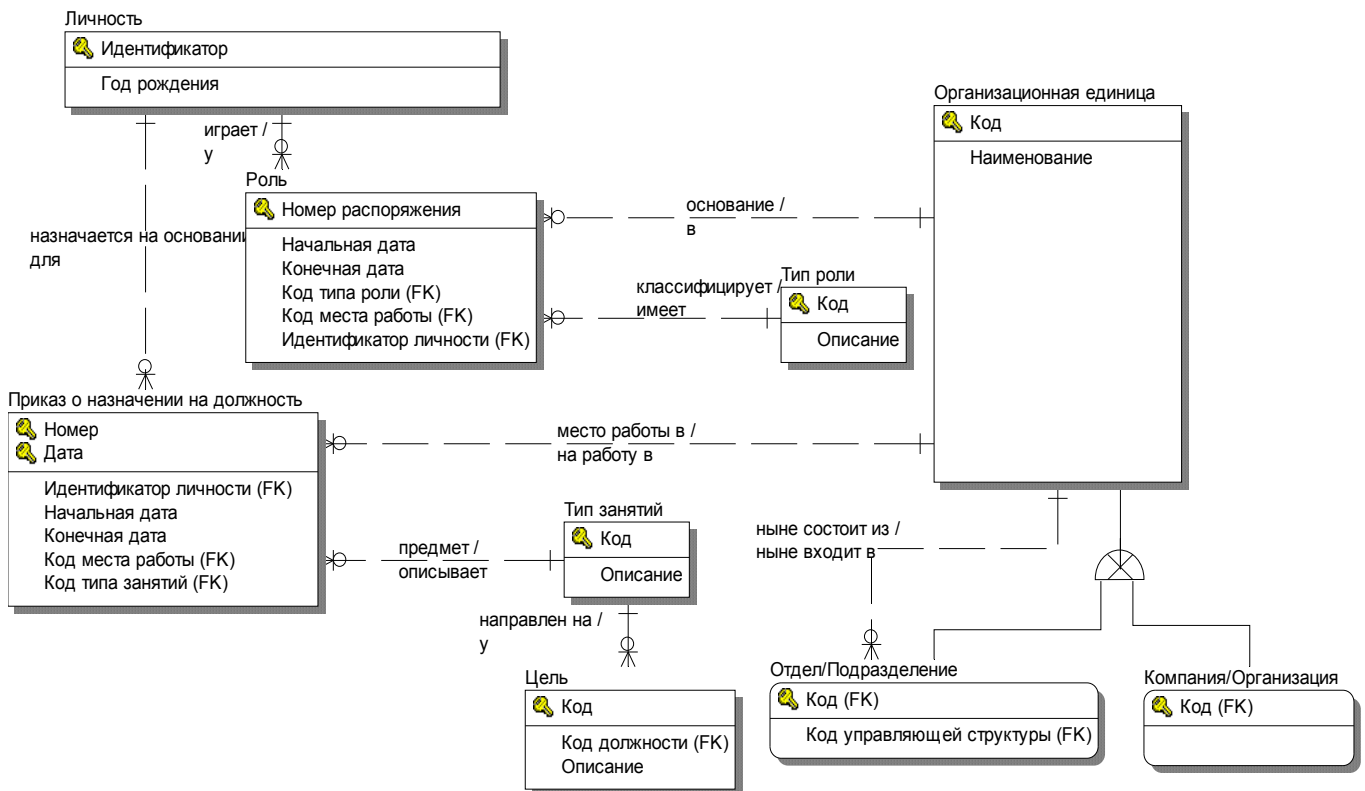 Личность
Идентификатор
Год рождения
играет /
у
Роль
Номер распоряжения
Начальная дата
Конечная дата
Код типа роли (FK)
Код места работы (FK)
Идентификатор личности (FK)
назначается на основании
для
основание /
в
классифицирует /
имеет
Тип роли
Код
Описание
Организационная единица
Код
Наименование
Приказ о назначении на должность
Номер
Дата
Идентификатор личности (FK)
Начальная дата
Конечная дата
Код места работы (FK)
Код типа занятий (FK)
место работы в /
на работу в
предмет /
описывает
Тип занятий
Код
Описание
направлен на /
у
Цель
Код
Код должности (FK)
Описание
ныне состоит из /
ныне входит в
Отдел/Подразделение
Код (FK)
Код управляющей структуры (FK)
Компания/Организация
Код (FK)